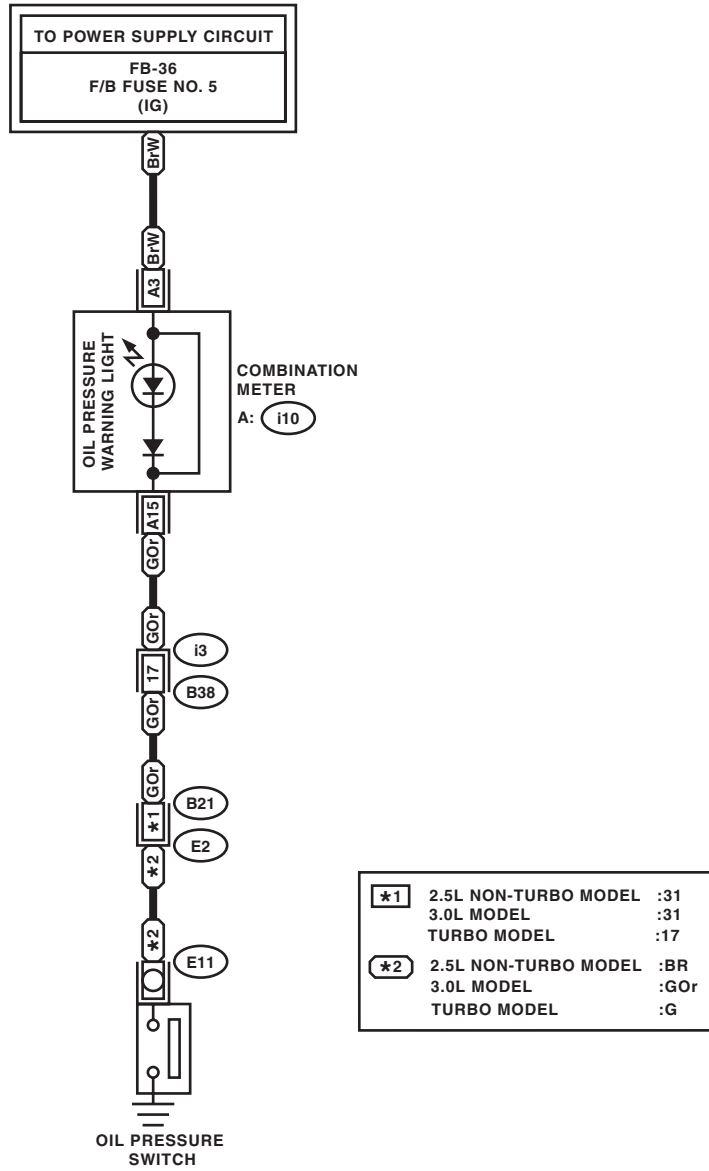 TO POWER SUPPLY CIRCUIT
FB-36
F/B FUSE NO. 5
(IG)
BrW
BrW
A3
OIL PRESSURE
WARNING LIGHT
COMBINATION
METER
A: i10
A15
GOr
GOr
i3
17
B38
GOr
GOr
B21
*1
E2
*2
*2
E11
OIL PRESSURE
SWITCH
*1 2.5L NON-TURBO MODEL :31
3.0L MODEL :31
TURBO MODEL :17
*2 2.5L NON-TURBO MODEL :BR
3.0L MODEL :GOr
TURBO MODEL :G